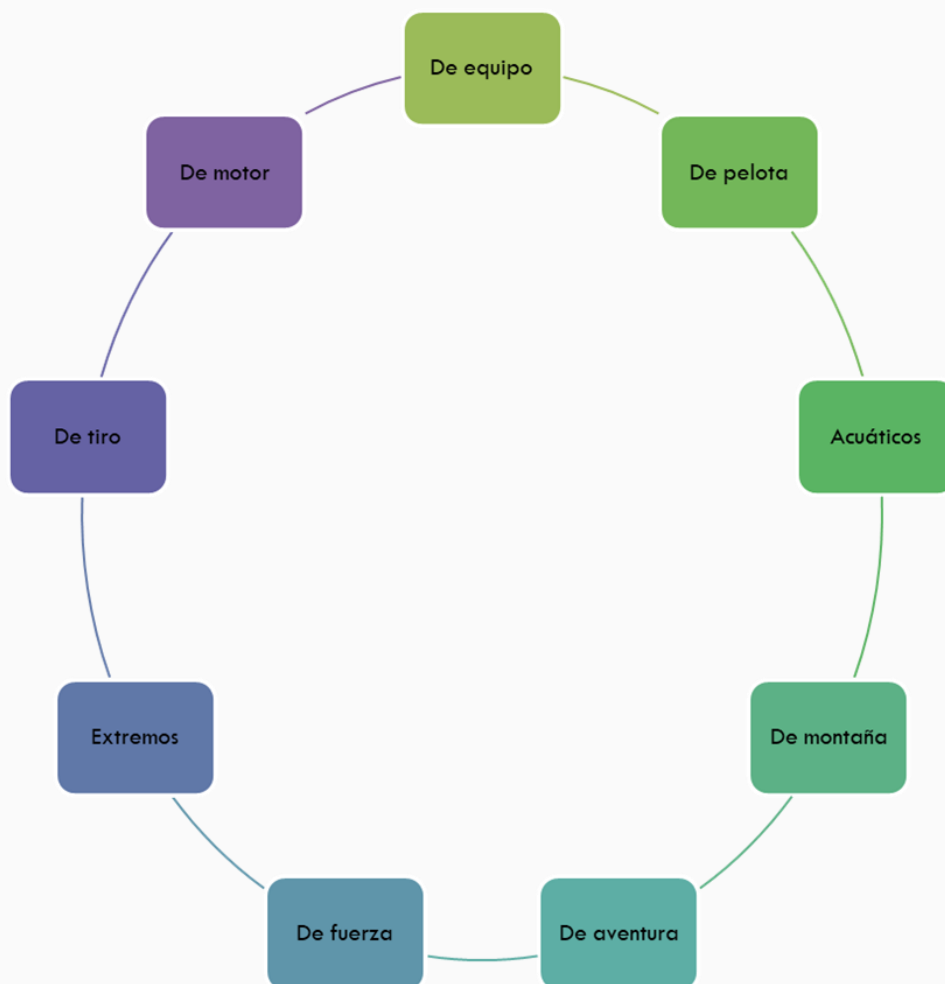 De equipo
De pelota
Acuáticos
De montaña
De aventura
De fuerza
Extremos
De tiro
De motor